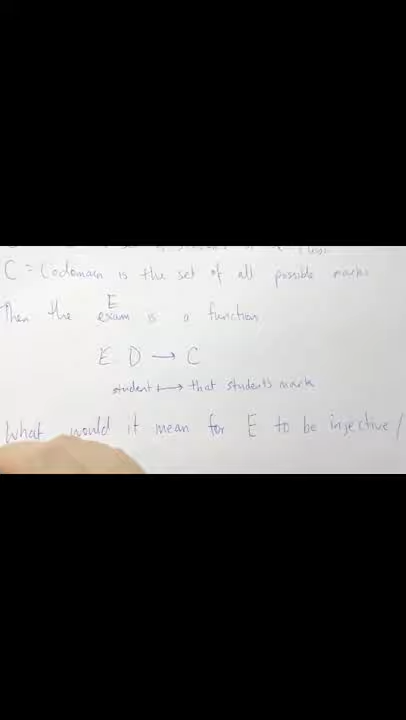 C = Codomain is the set of all possible marks
E
Then the exam is a function
E D → C
student ↦ that student's mark
What would it mean for E to be injective /